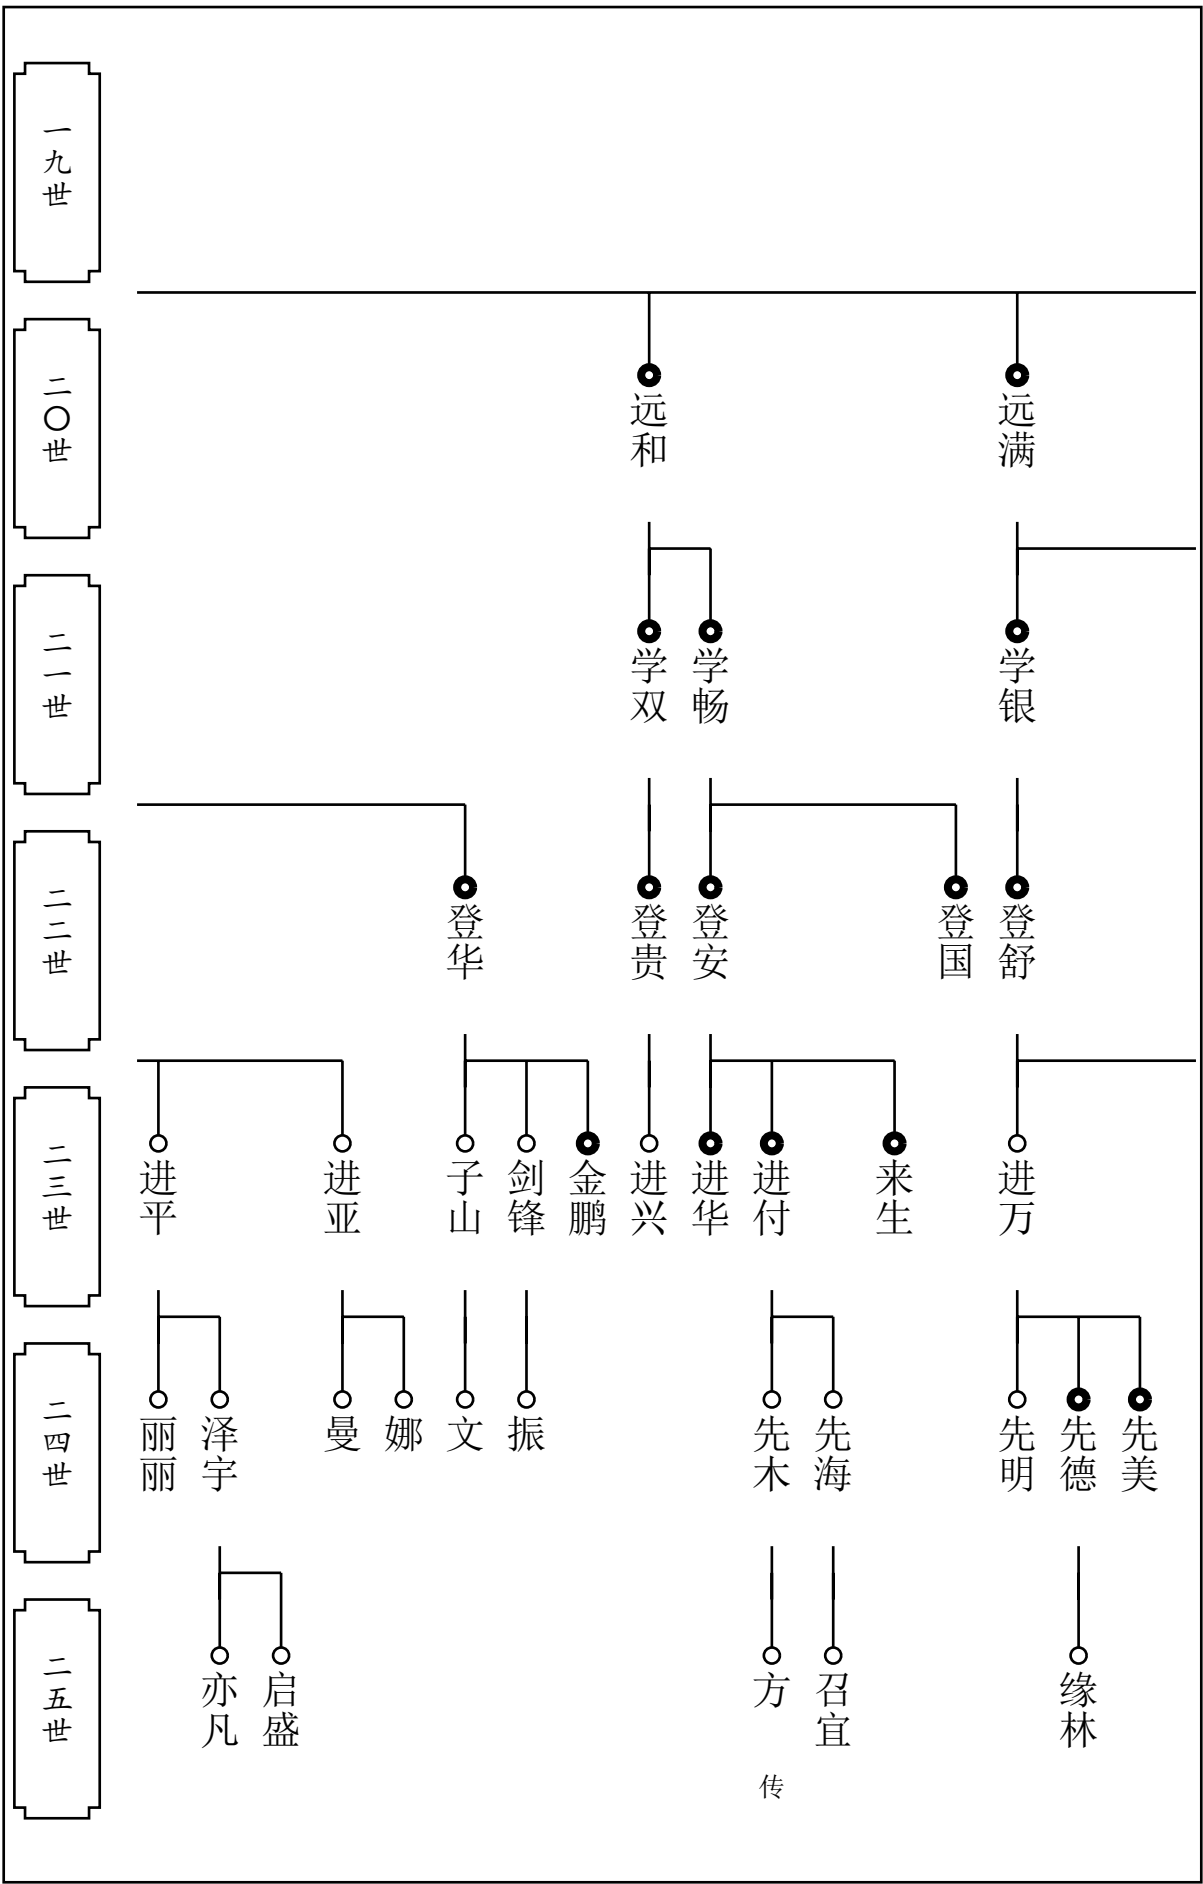 一九世
二〇世
远满
远和
二一世
学银
学畅
学双
二二世
登舒
登国
登安
登贵
登华
二三世
进万
来生
进付
进华
进兴
金鹏
剑锋
子山
进亚
进平
二四世
先美
先德
先明
先海
先木
振
文
娜
曼
泽宇
丽丽
二五世
缘林
召宜
方
传
启盛
亦凡